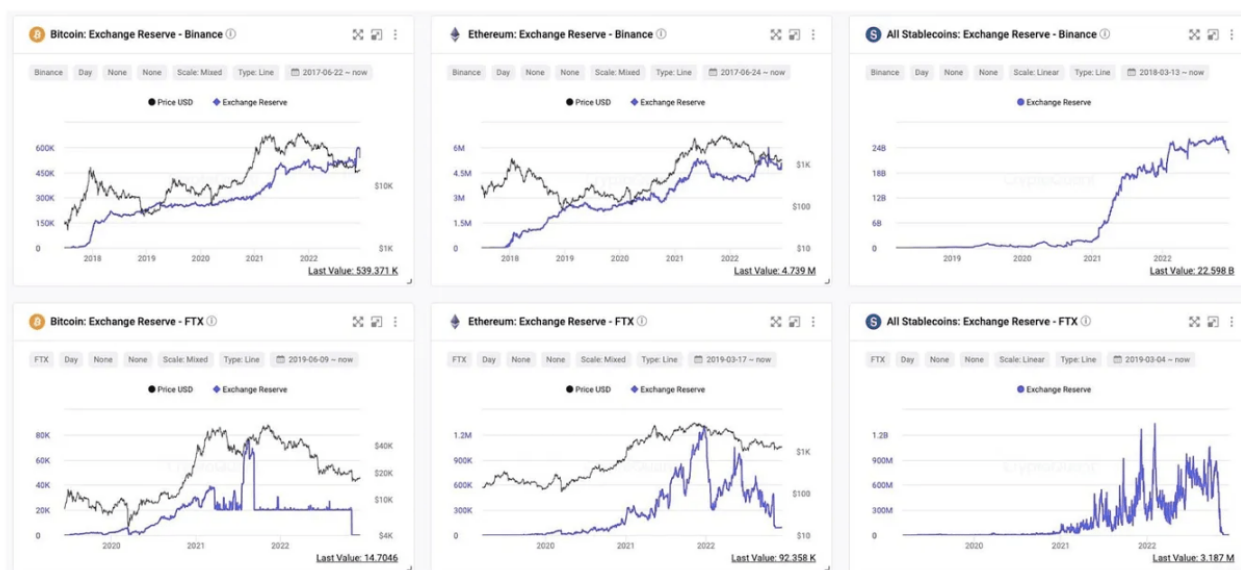 Bitcoin: Exchange Reserve - Binance
Binance Day None None Scale: Mixed Type: Line 2017-06-22 ~ now
Price USD Exchange Reserve
600K
450K
$10K
300K
150K
0
$1K
2018 2019 2020 2021 2022
Last Value: 539.371 K
Ethereum: Exchange Reserve - Binance
Binance Day None None Scale: Mixed Type: Line 2017-06-24 ~ now
Price USD Exchange Reserve
6M
$1K
4.5M
3M
$100
1.5M
0
$10
2018 2019 2020 2021 2022
Last Value: 4.739 M
All Stablecoins: Exchange Reserve - Binance
Binance Day None None Scale: Linear Type: Line 2018-03-13 ~ now
Exchange Reserve
24B
18B
12B
6B
0
2019 2020 2021 2022
Last Value: 22.598 B
Bitcoin: Exchange Reserve - FTX
FTX Day None None Scale: Mixed Type: Line 2019-06-09 ~ now
Price USD Exchange Reserve
80K
$40K
60K
$20K
40K
$10K
20K
0
$4K
2020 2021 2022
Last Value: 14.7046
Ethereum: Exchange Reserve - FTX
FTX Day None None Scale: Mixed Type: Line 2019-03-17 ~ now
Price USD Exchange Reserve
1.2M
$1K
900K
600K
$100
300K
0
$10
2020 2021 2022
Last Value: 92.358 K
All Stablecoins: Exchange Reserve - FTX
FTX Day None None Scale: Linear Type: Line 2019-03-04 ~ now
Exchange Reserve
1.2B
900M
600M
300M
0
2020 2021 2022
Last Value: 3.187 M